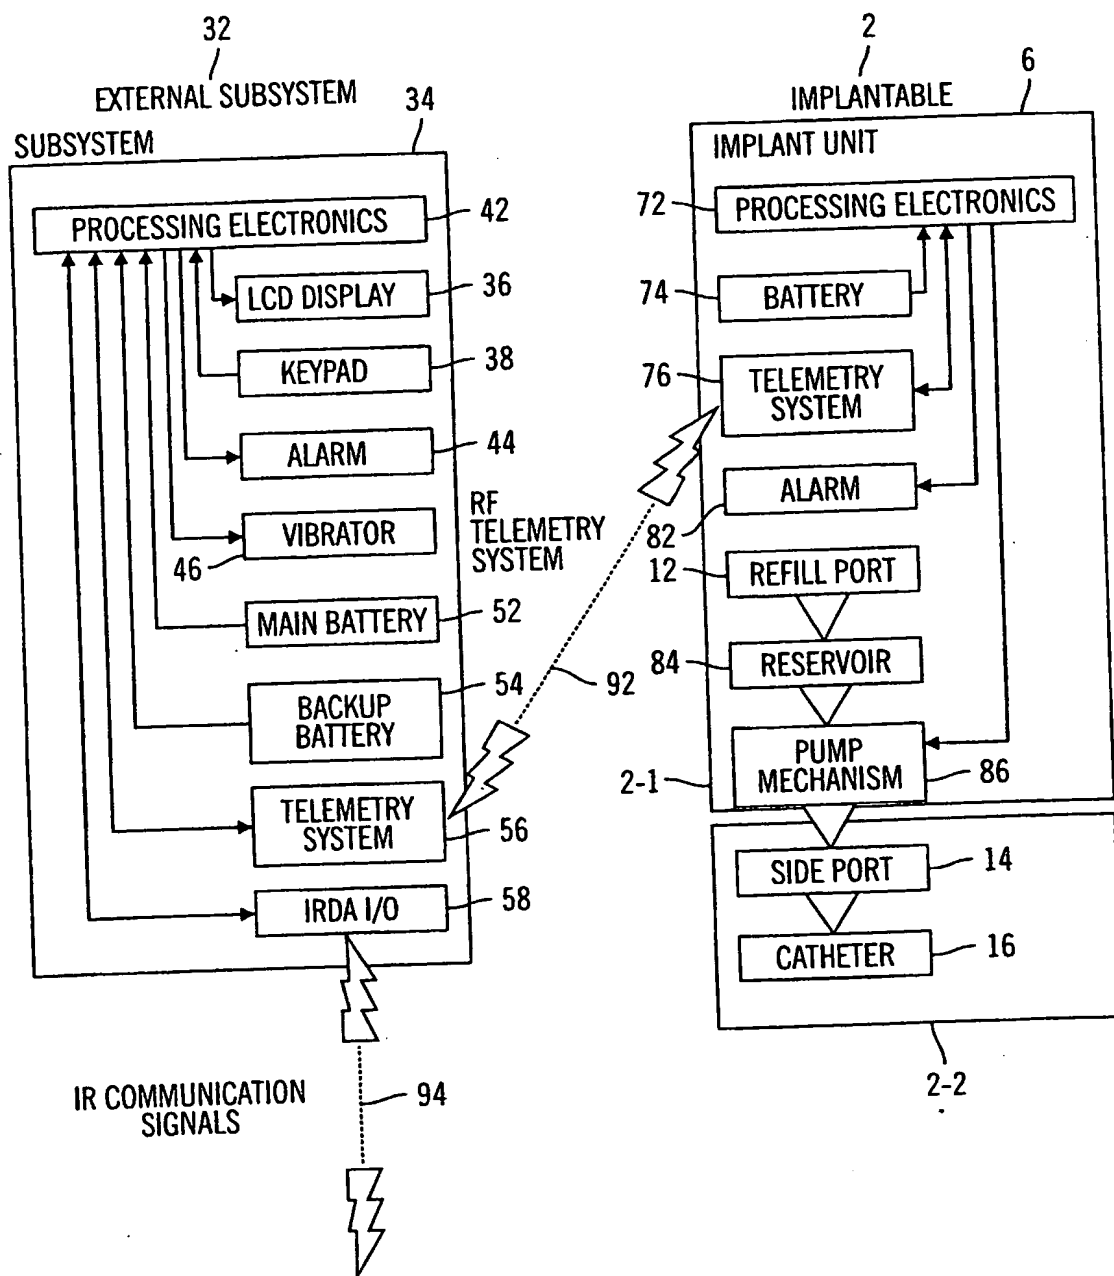 32
EXTERNAL SUBSYSTEM
34
SUBSYSTEM
PROCESSING ELECTRONICS
42
LCD DISPLAY
36
KEYPAD
38
ALARM
44
VIBRATOR
46
RF
TELEMETRY
SYSTEM
MAIN BATTERY
52
BACKUP
BATTERY
54
TELEMETRY
SYSTEM
56
IRDA I/O
58
92
IR COMMUNICATION
SIGNALS
94
2
IMPLANTABLE
6
IMPLANT UNIT
72
PROCESSING ELECTRONICS
74
BATTERY
76
TELEMETRY
SYSTEM
ALARM
82
12
REFILL PORT
84
RESERVOIR
PUMP
MECHANISM
86
2-1
SIDE PORT
14
CATHETER
16
2-2